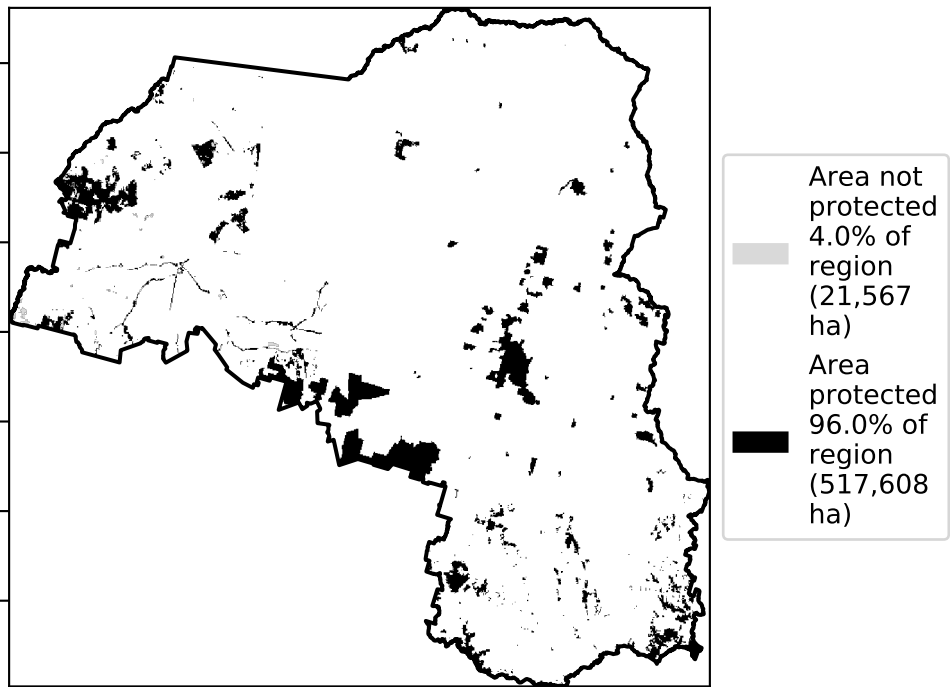 Area not
protected
4.0% of
region
(21,567
ha)
Area
protected
96.0% of
region
(517,608
ha)